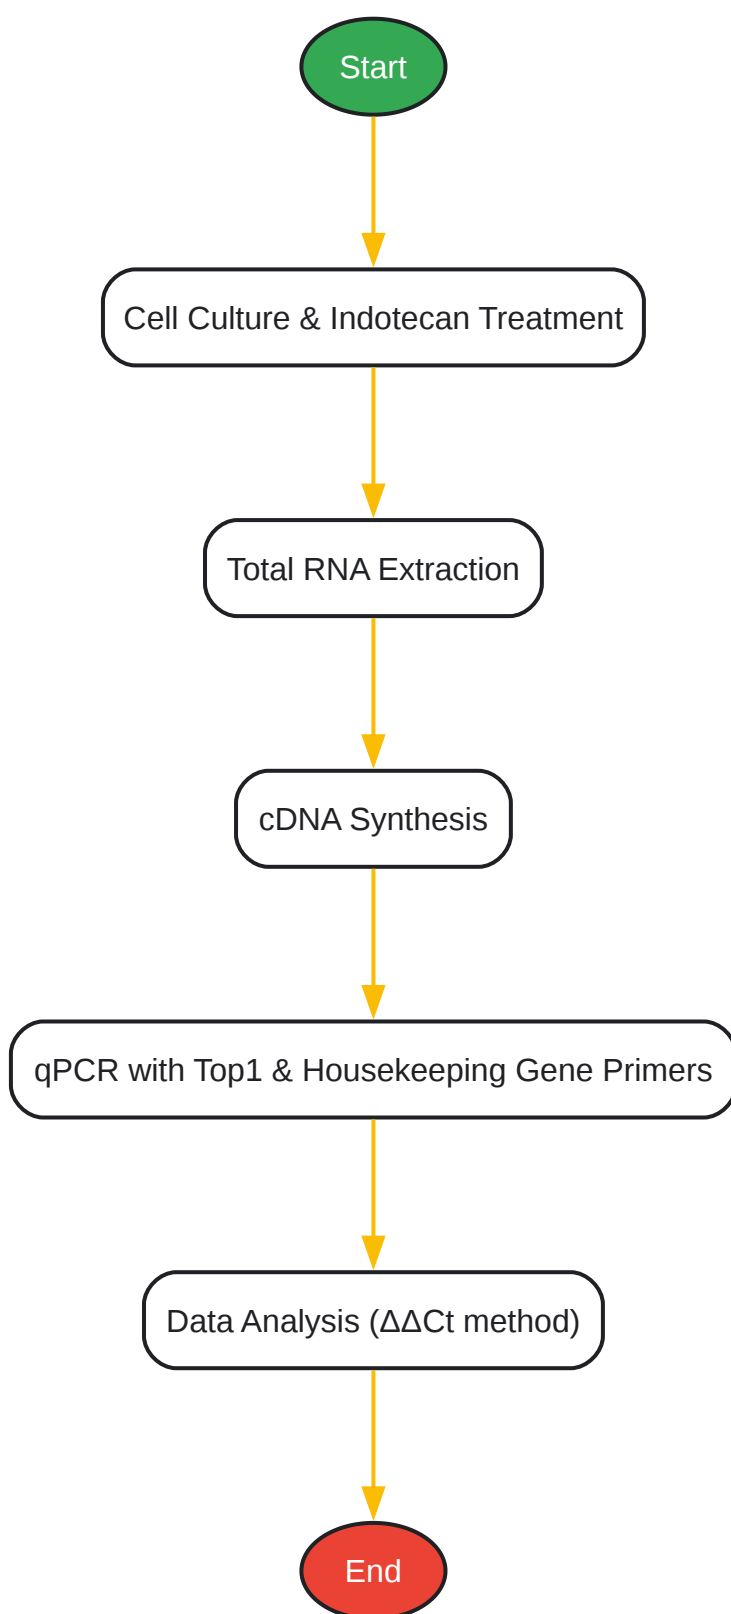 Start
Cell Culture & Indotecan Treatment
Total RNA Extraction
cDNA Synthesis
qPCR with Top1 & Housekeeping Gene Primers
Data Analysis (ΔΔCt method)
End